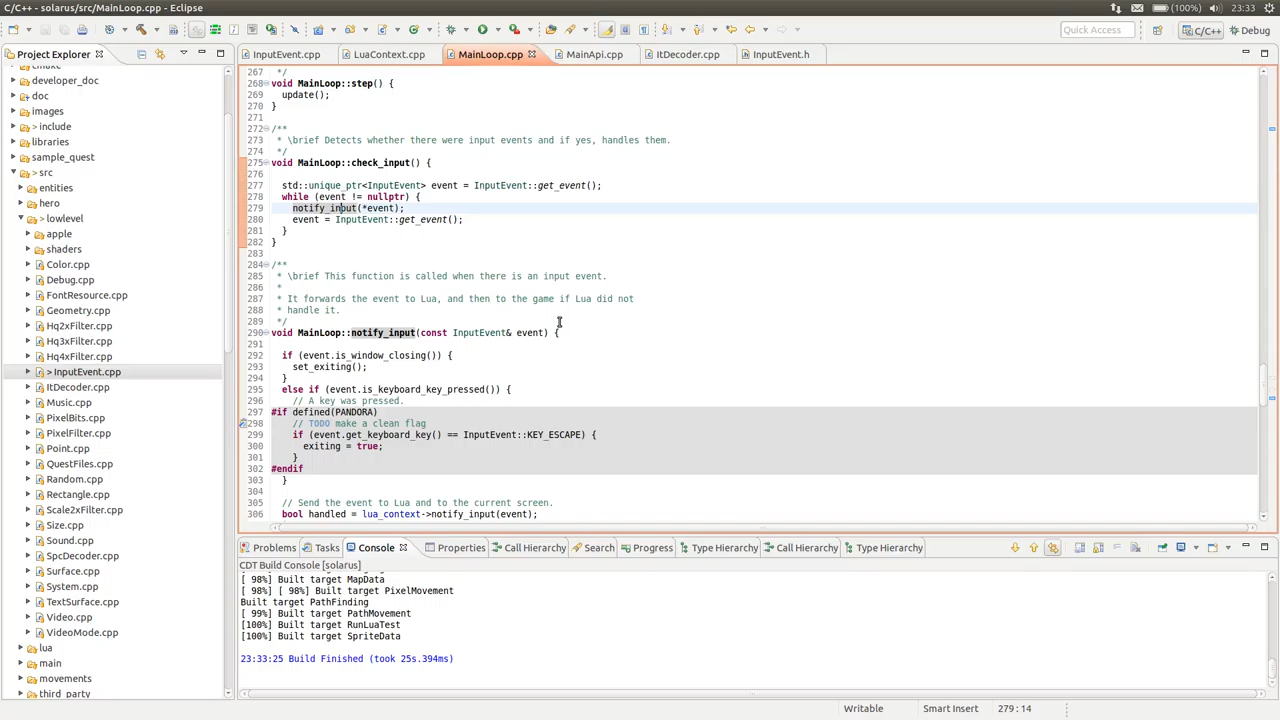 C/C++ - solarus/src/MainLoop.cpp - Eclipse
(100%)
23:33
Quick Access
C/C++
Debug
Project Explorer
InputEvent.cpp
LuaContext.cpp
MainLoop.cpp
MainApi.cpp
ItDecoder.cpp
InputEvent.h
developer_doc
doc
images
> include
libraries
sample_quest
> src
entities
hero
> lowlevel
apple
shaders
Color.cpp
Debug.cpp
FontResource.cpp
Geometry.cpp
Hq2xFilter.cpp
Hq3xFilter.cpp
Hq4xFilter.cpp
> InputEvent.cpp
ItDecoder.cpp
Music.cpp
PixelBits.cpp
PixelFilter.cpp
Point.cpp
QuestFiles.cpp
Random.cpp
Rectangle.cpp
Scale2xFilter.cpp
Size.cpp
Sound.cpp
SpcDecoder.cpp
Surface.cpp
System.cpp
TextSurface.cpp
Video.cpp
VideoMode.cpp
lua
main
movements
third_party
267 */
268 void MainLoop::step() {
269 update();
270 }
271
272 /**
273 * \brief Detects whether there were input events and if yes, handles them.
274 */
275 void MainLoop::check_input() {
276
277 std::unique_ptr<InputEvent> event = InputEvent::get_event();
278 while (event != nullptr) {
279 notify_input(*event);
280 event = InputEvent::get_event();
281 }
282 }
283
284 /**
285 * \brief This function is called when there is an input event.
286 *
287 * It forwards the event to Lua, and then to the game if Lua did not
288 * handle it.
289 */
290 void MainLoop::notify_input(const InputEvent& event) {
291
292 if (event.is_window_closing()) {
293 set_exiting();
294 }
295 else if (event.is_keyboard_key_pressed()) {
296 // A key was pressed.
297 #if defined(PANDORA)
298 // TODO make a clean flag
299 if (event.get_keyboard_key() == InputEvent::KEY_ESCAPE) {
300 exiting = true;
301 }
302 #endif
303 }
304
305 // Send the event to Lua and to the current screen.
306 bool handled = lua_context->notify_input(event);
Problems
Tasks
Console
Properties
Call Hierarchy
Search
Progress
Type Hierarchy
Call Hierarchy
Type Hierarchy
CDT Build Console [solarus]
[ 98%] Built target MapData
[ 98%] [ 98%] Built target PixelMovement
Built target PathFinding
[ 99%] Built target PathMovement
[100%] Built target RunLuaTest
[100%] Built target SpriteData
23:33:25 Build Finished (took 25s.394ms)
Writable
Smart Insert
279 : 14